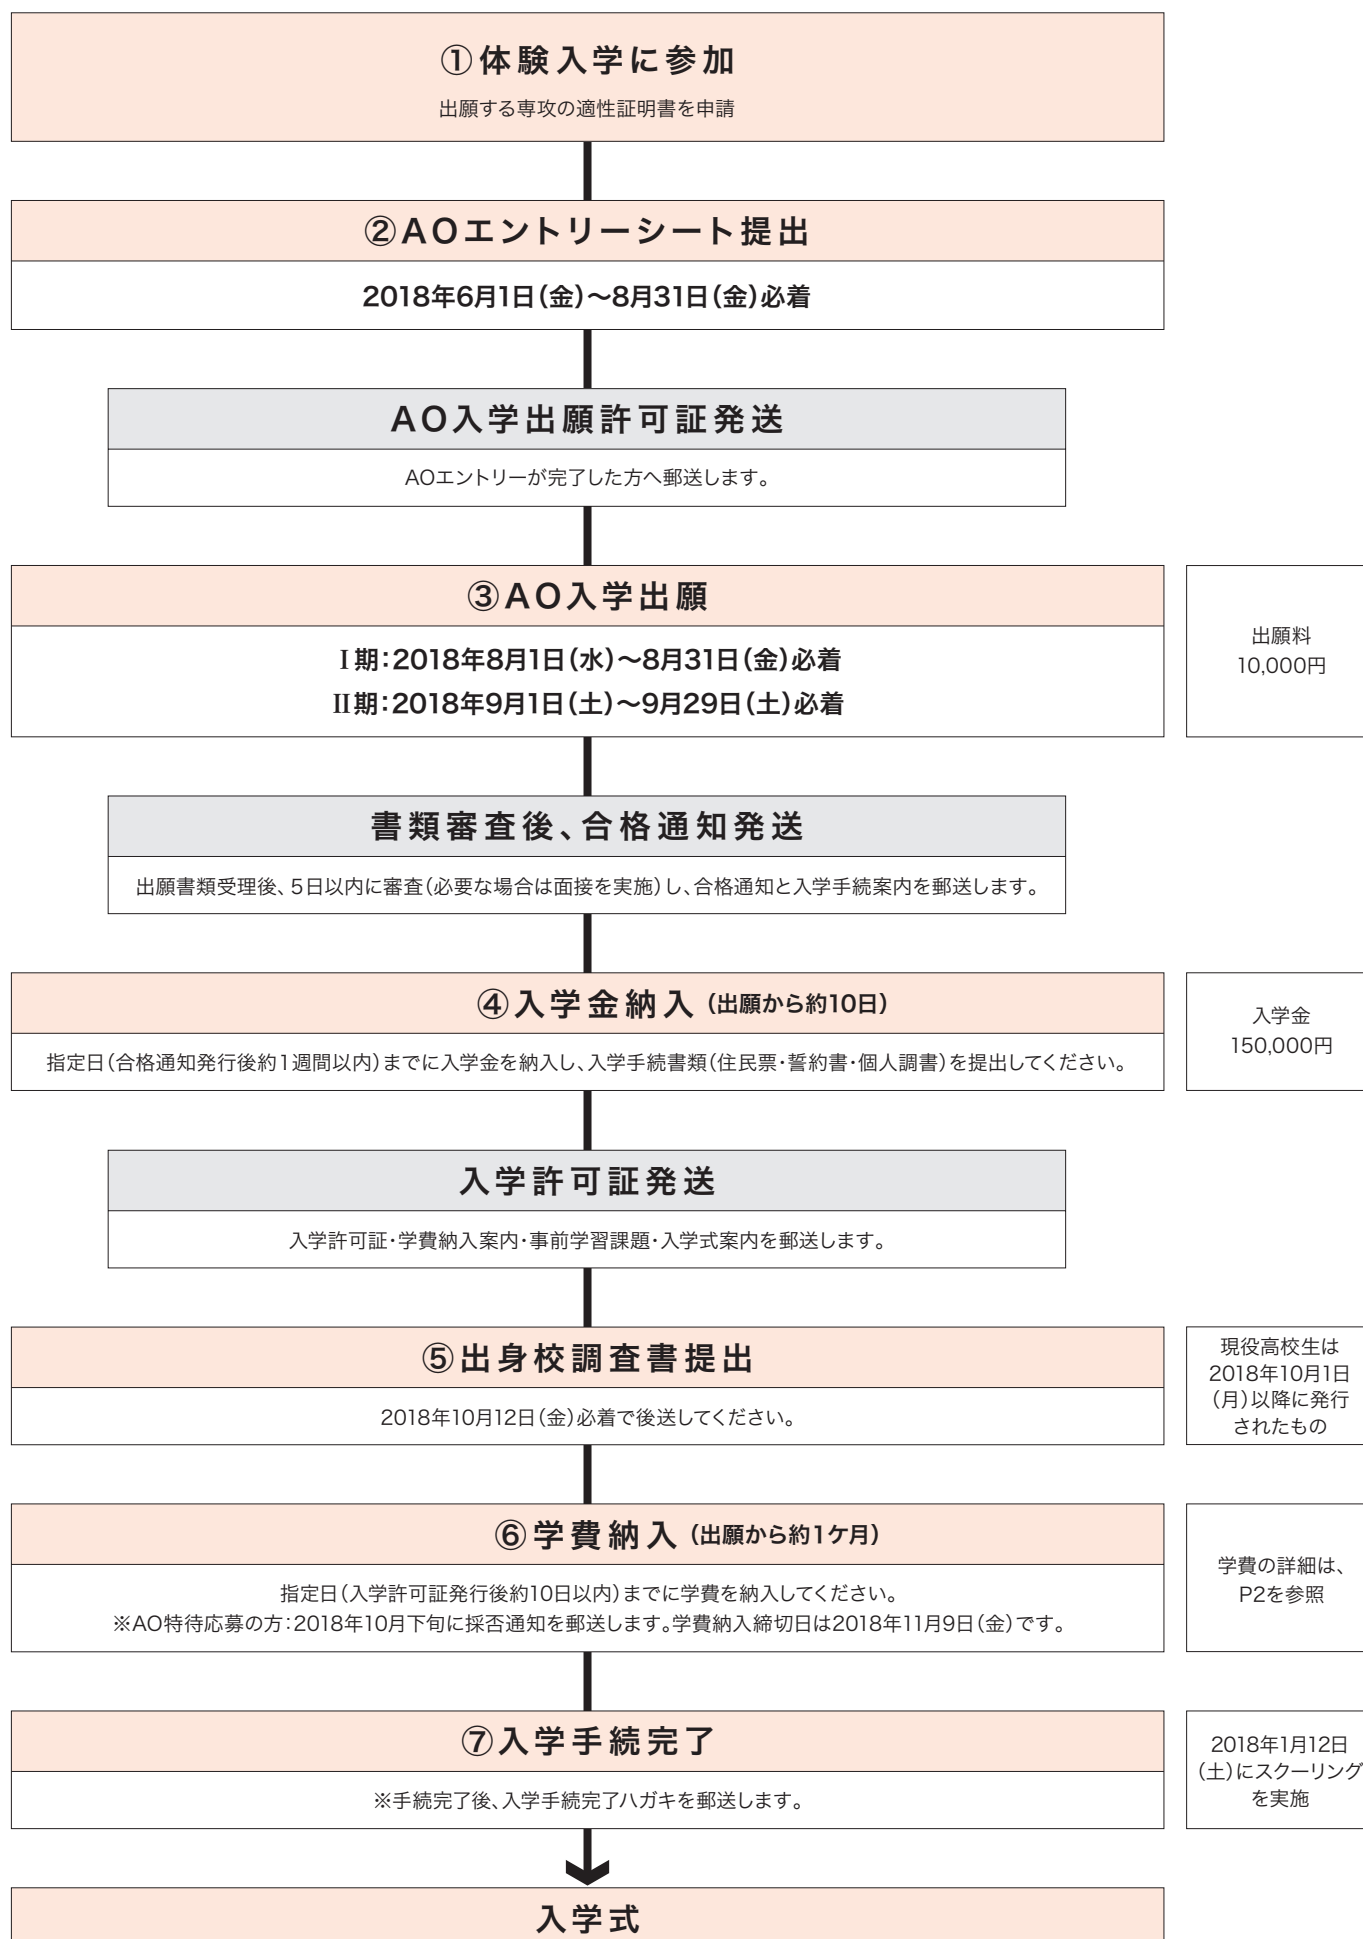 ①体験入学に参加
出願する専攻の適性証明書を申請
②AOエントリーシート提出
2018年6月1日(金)〜8月31日(金)必着
AO入学出願許可証発送
AOエントリーが完了した方へ郵送します。
③AO入学出願
Ⅰ期:2018年8月1日(水)〜8月31日(金)必着
Ⅱ期:2018年9月1日(土)〜9月29日(土)必着
出願料
10,000円
書類審査後、合格通知発送
出願書類受理後、5日以内に審査(必要な場合は面接を実施)し、合格通知と入学手続案内を郵送します。
④入学金納入(出願から約10日)
指定日(合格通知発行後約1週間以内)までに入学金を納入し、入学手続書類(住民票・誓約書・個人調書)を提出してください。
入学金
150,000円
入学許可証発送
入学許可証・学費納入案内・事前学習課題・入学式案内を郵送します。
⑤出身校調査書提出
2018年10月12日(金)必着で後送してください。
現役高校生は
2018年10月1日
(月)以降に発行
されたもの
⑥学費納入(出願から約1ケ月)
指定日(入学許可証発行後約10日以内)までに学費を納入してください。
※AO特待応募の方:2018年10月下旬に採否通知を郵送します。学費納入締切日は2018年11月9日(金)です。
学費の詳細は、
P2を参照
⑦入学手続完了
※手続完了後、入学手続完了ハガキを郵送します。
2018年1月12日
(土)にスクーリング
を実施
入学式